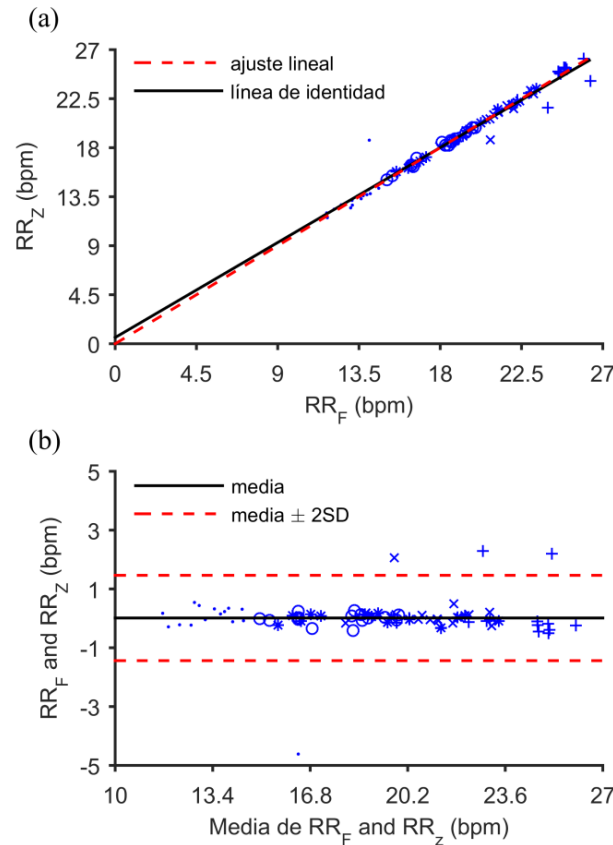 (a)
27
22.5
18
13.5
9
4.5
0
RR_Z (bpm)
ajuste lineal
línea de identidad
0 4.5 9 13.5 18 22.5 27
RR_F (bpm)
(b)
5
3
1
-1
-3
-5
RR_F and RR_Z (bpm)
media
media ± 2SD
10 13.4 16.8 20.2 23.6 27
Media de RR_F and RR_z (bpm)